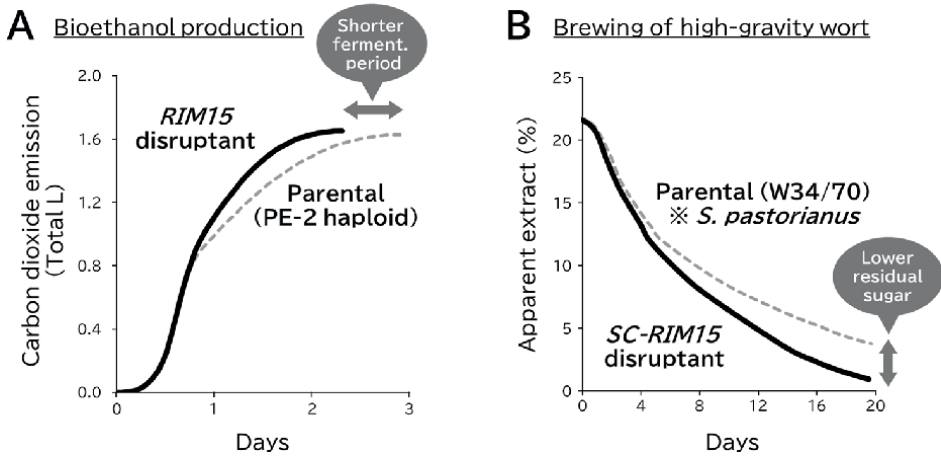 A Bioethanol production
Shorter
ferment.
period
Carbon dioxide emission
(Total L)
2.0
1.6
1.2
0.8
0.4
0.0
RIM15
disruptant
Parental
(PE-2 haploid)
0 1 2 3
Days
B Brewing of high-gravity wort
Apparent extract (%)
25
20
15
10
5
0
Parental (W34/70)
※ S. pastorianus
Lower
residual
sugar
SC-RIM15
disruptant
0 4 8 12 16 20
Days